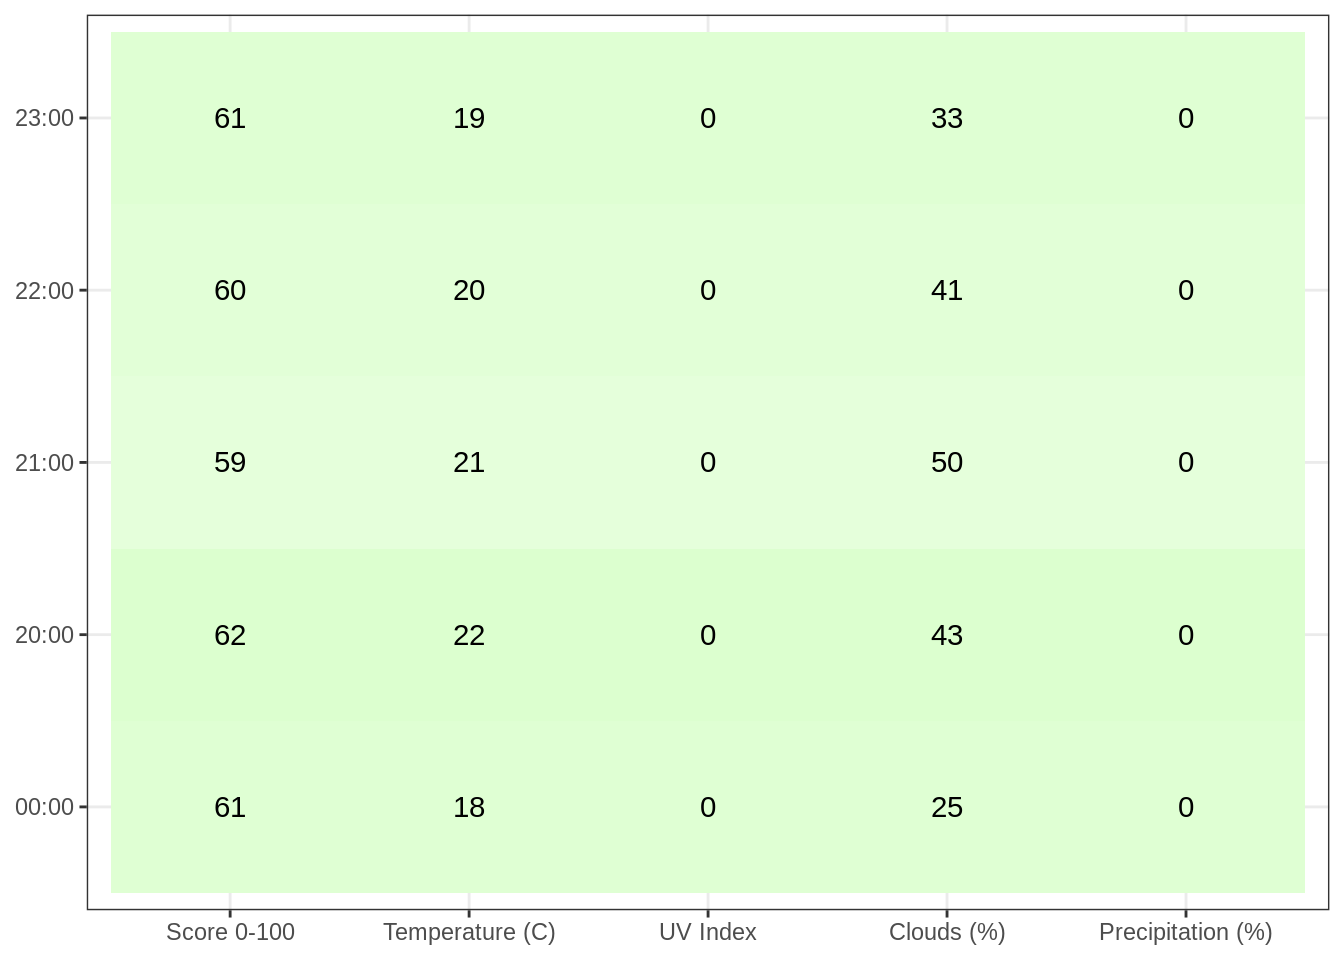 23:00 61 19 0 33 0
22:00 60 20 0 41 0
21:00 59 21 0 50 0
20:00 62 22 0 43 0
00:00 61 18 0 25 0
Score 0-100 Temperature (C) UV Index Clouds (%) Precipitation (%)